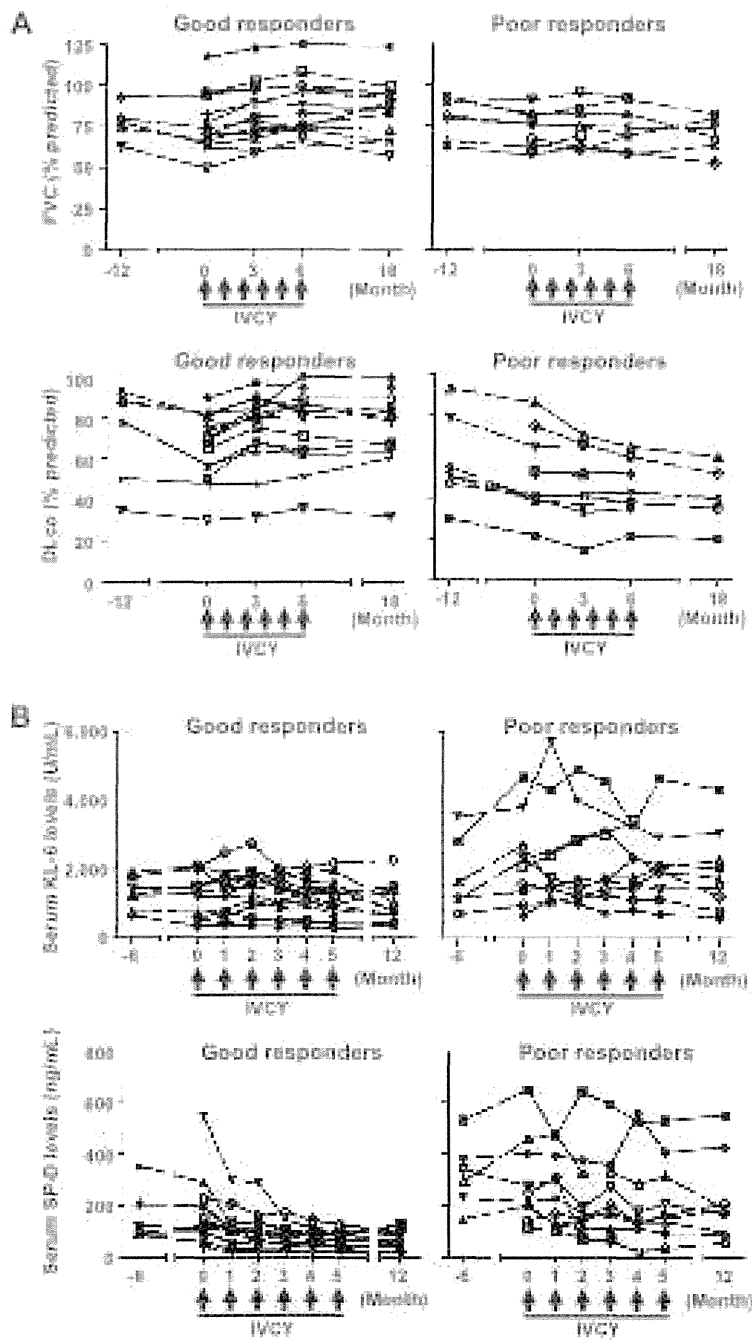 A
Good responders
Poor responders
FVC (% predicted)
125
100
75
50
25
0
-12
0
3
6
18
(Month)
IVCY
-12
0
3
6
18
(Month)
IVCY
Good responders
Poor responders
DLco (% predicted)
100
80
60
40
20
0
-12
0
3
6
18
(Month)
IVCY
-12
0
3
6
18
(Month)
IVCY
B
Good responders
Poor responders
Serum KL-6 levels (U/mL)
6,000
4,000
2,000
0
-6
0
1
2
3
4
5
12
(Month)
IVCY
-6
0
1
2
3
4
5
12
(Month)
IVCY
Good responders
Poor responders
Serum SP-D levels (ng/mL)
800
600
400
200
0
-6
0
1
2
3
4
5
12
(Month)
IVCY
-6
0
1
2
3
4
5
12
(Month)
IVCY